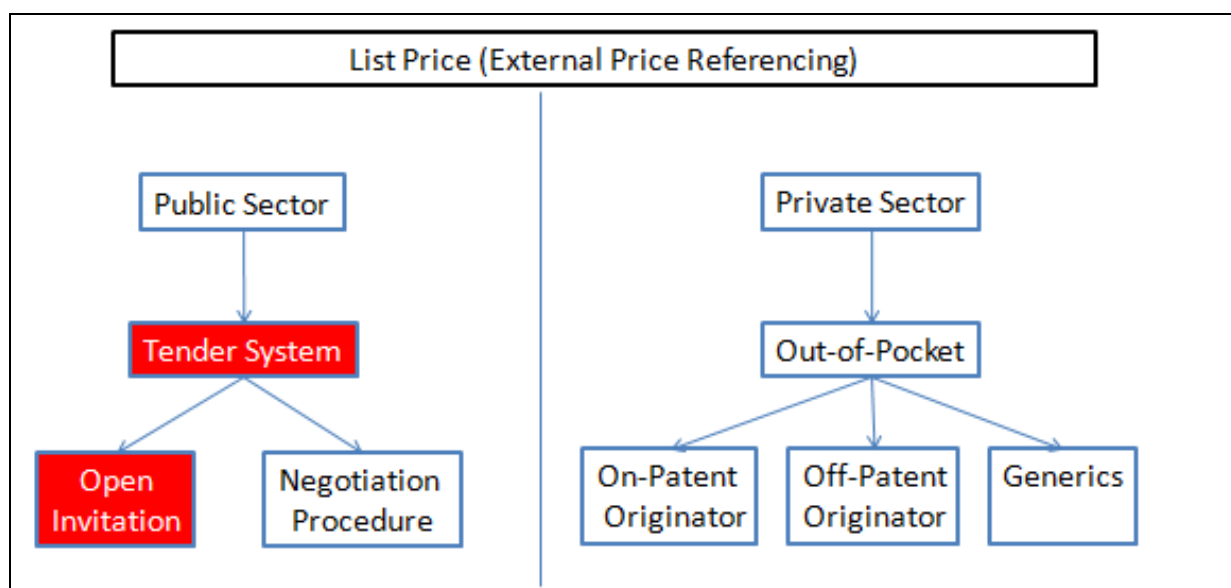 List Price (External Price Referencing)
Public Sector
Private Sector
Tender System
Out-of-Pocket
Open
Invitation
Negotiation
Procedure
On-Patent
Originator
Off-Patent
Originator
Generics